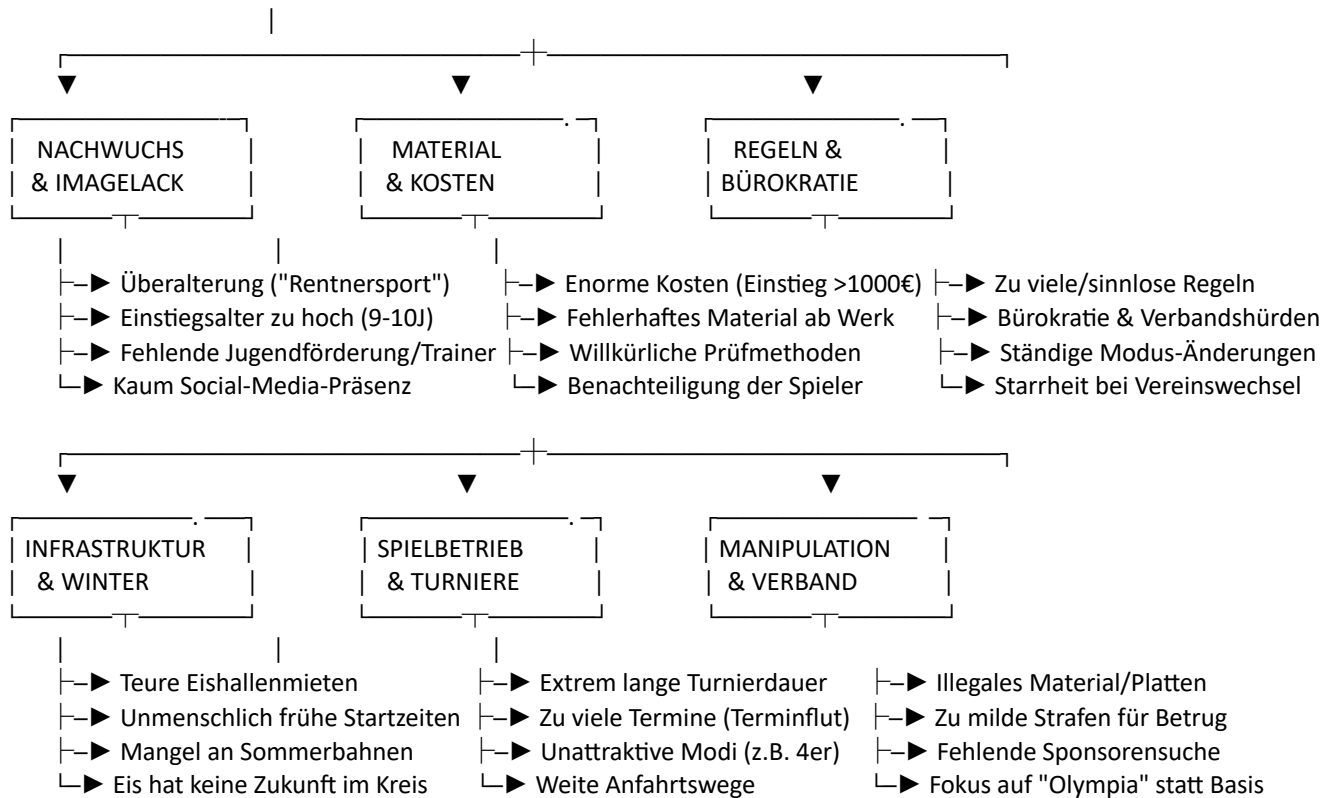 NACHWUCHS MATERIAL REGELN &
& IMAGELACK & KOSTEN BÜROKRATIE
Überalterung ("Rentnersport") Enorme Kosten (Einstieg >1000€) Zu viele/sinnlose Regeln
Einstiegsalter zu hoch (9-10J) Fehlerhaftes Material ab Werk Bürokratie & Verbandshürden
Fehlende Jugendförderung/Trainer Willkürliche Prüfmethoden Ständige Modus-Änderungen
Kaum Social-Media-Präsenz Benachteiligung der Spieler Starrheit bei Vereinswechsel
INFRASTRUKTUR SPIELBETRIEB MANIPULATION
& WINTER & TURNIERE & VERBAND
Teure Eishallenmieten Extrem lange Turnierdauer Illegales Material/Platten
Unmenschlich frühe Startzeiten Zu viele Termine (Terminflut) Zu milde Strafen für Betrug
Mangel an Sommerbahnen Unattraktive Modi (z.B. 4er) Fehlende Sponsorensuche
Eis hat keine Zukunft im Kreis Weite Anfahrtswege Fokus auf "Olympia" statt Basis